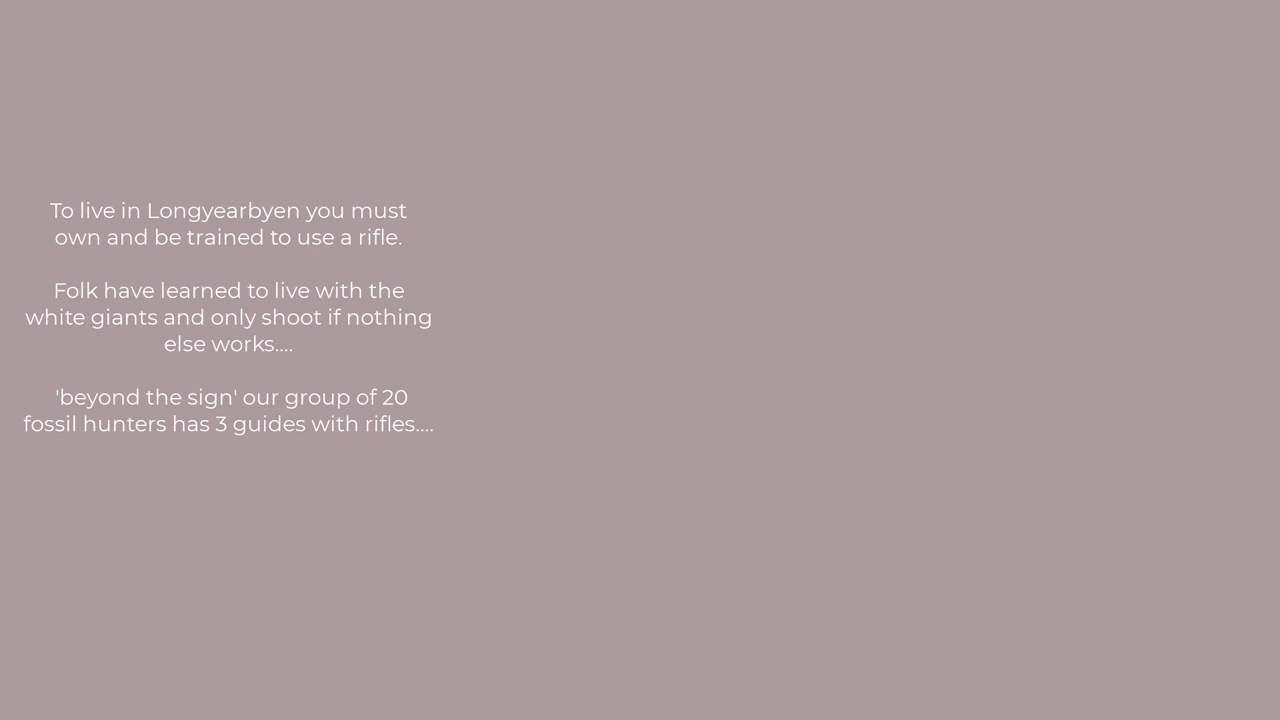 To live in Longyearbyen you must
own and be trained to use a rifle.
Folk have learned to live with the
white giants and only shoot if nothing
else works....
'beyond the sign' our group of 20
fossil hunters has 3 guides with rifles....